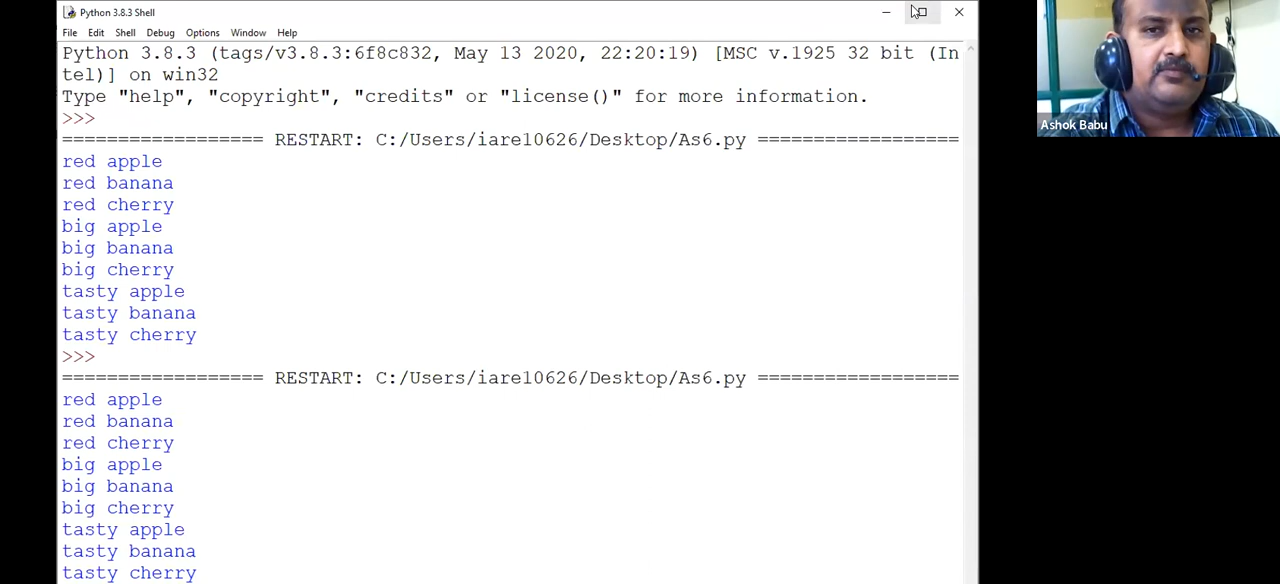 Python 3.8.3 Shell
File Edit Shell Debug Options Window Help
Python 3.8.3 (tags/v3.8.3:6f8c832, May 13 2020, 22:20:19) [MSC v.1925 32 bit (In
tel)] on win32
Type "help", "copyright", "credits" or "license()" for more information.
>>>
================== RESTART: C:/Users/iare10626/Desktop/As6.py ==================
red apple
red banana
red cherry
big apple
big banana
big cherry
tasty apple
tasty banana
tasty cherry
>>>
================== RESTART: C:/Users/iare10626/Desktop/As6.py ==================
red apple
red banana
red cherry
big apple
big banana
big cherry
tasty apple
tasty banana
tasty cherry
Ashok Babu